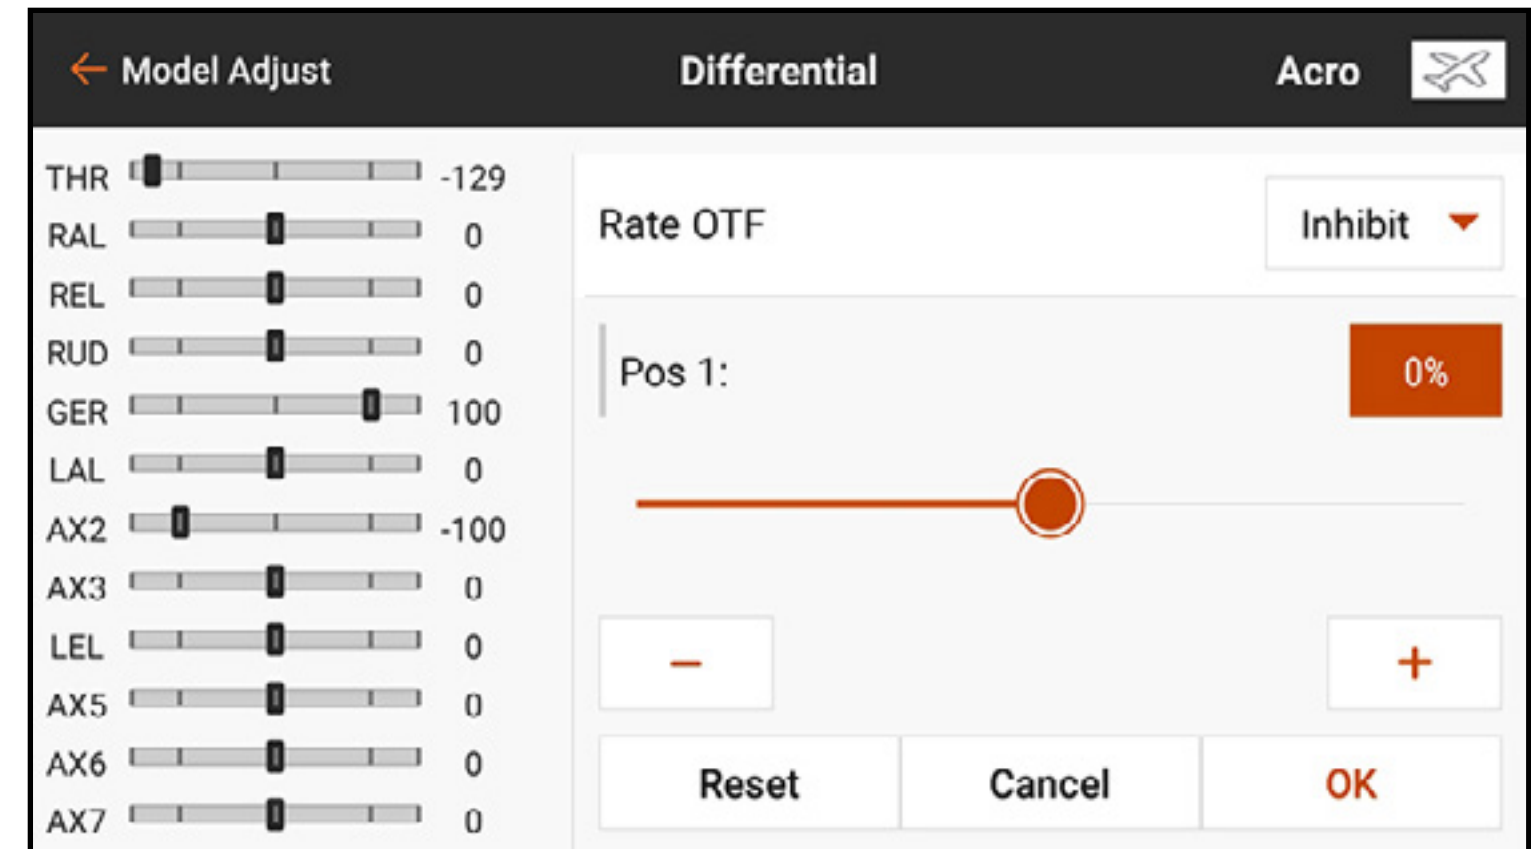 ← Model Adjust Differential Acro
THR -129
RAL 0
REL 0
RUD 0
GER 100
LAL 0
AX2 -100
AX3 0
LEL 0
AX5 0
AX6 0
AX7 0
Rate OTF Inhibit
Pos 1: 0%
− +
Reset Cancel OK